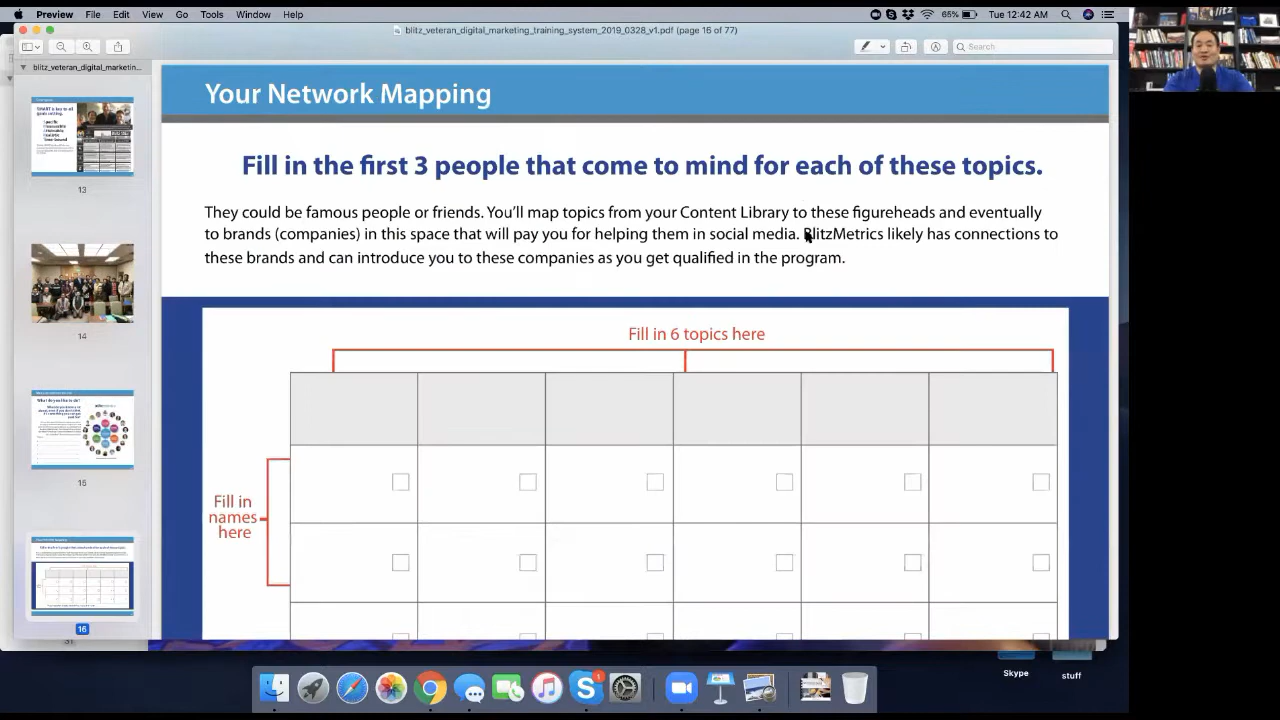 Preview File Edit View Go Tools Window Help
65% Tue 12:42 AM
blitz_veteran_digital_marketing_training_system_2019_0328_v1.pdf (page 16 of 77)
Search
blitz_veteran_digital_marketin...
13
14
15
16
Your Network Mapping
Fill in the first 3 people that come to mind for each of these topics.
They could be famous people or friends. You'll map topics from your Content Library to these figureheads and eventually
to brands (companies) in this space that will pay you for helping them in social media. BlitzMetrics likely has connections to
these brands and can introduce you to these companies as you get qualified in the program.
Fill in 6 topics here
Fill in
names
here
1
Skype
stuff